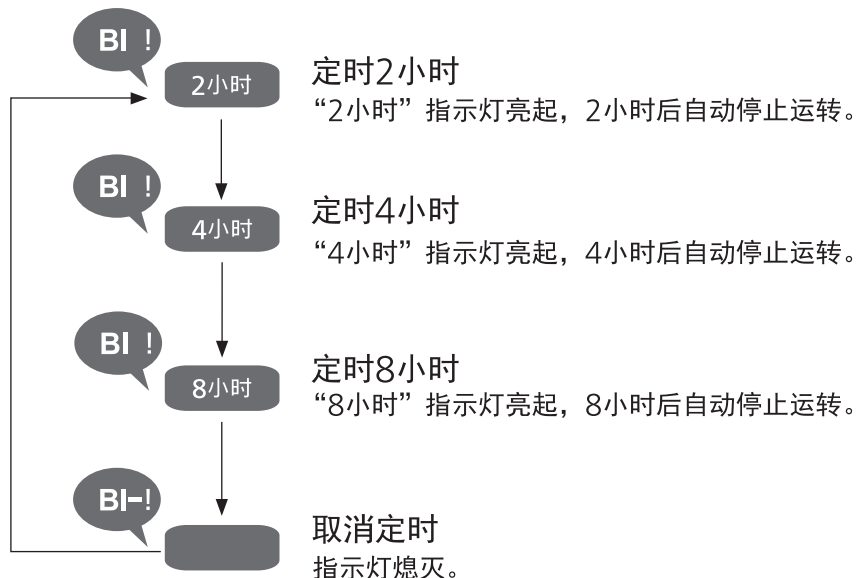 BI !
2小时
定时2小时
“2小时”指示灯亮起，2小时后自动停止运转。
BI !
4小时
定时4小时
“4小时”指示灯亮起，4小时后自动停止运转。
BI !
8小时
定时8小时
“8小时”指示灯亮起，8小时后自动停止运转。
BI-!
取消定时
指示灯熄灭。